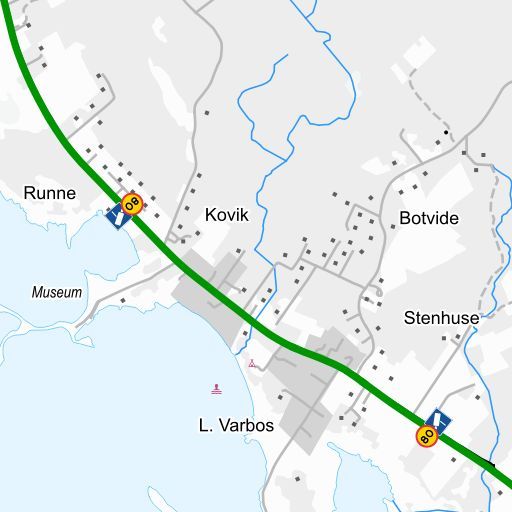 Runne
80
Kovik
Botvide
Museum
Stenhuse
L. Varbos
80